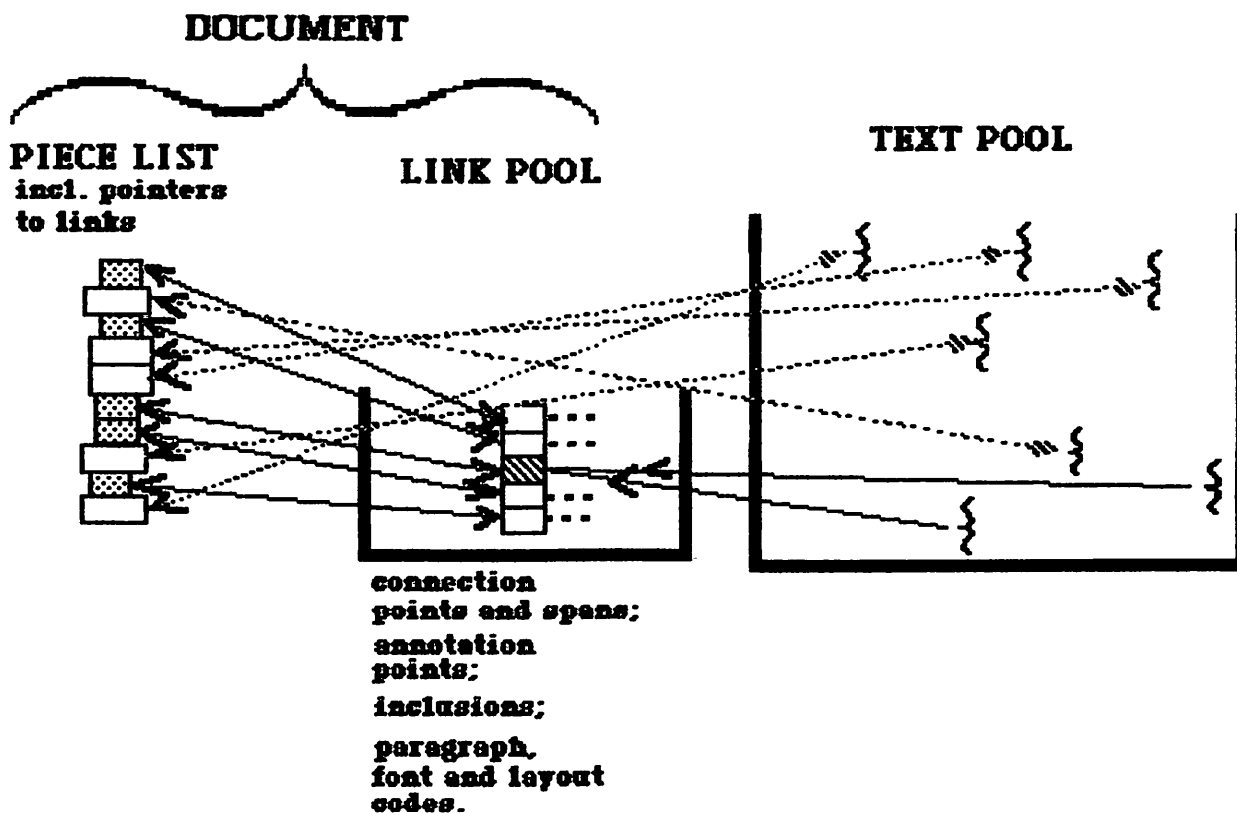 DOCUMENT
PIECE LIST
incl. pointers
to links
LINK POOL
TEXT POOL
connection
points and spans;
annotation
points;
inclusions;
paragraph,
font and layout
codes.